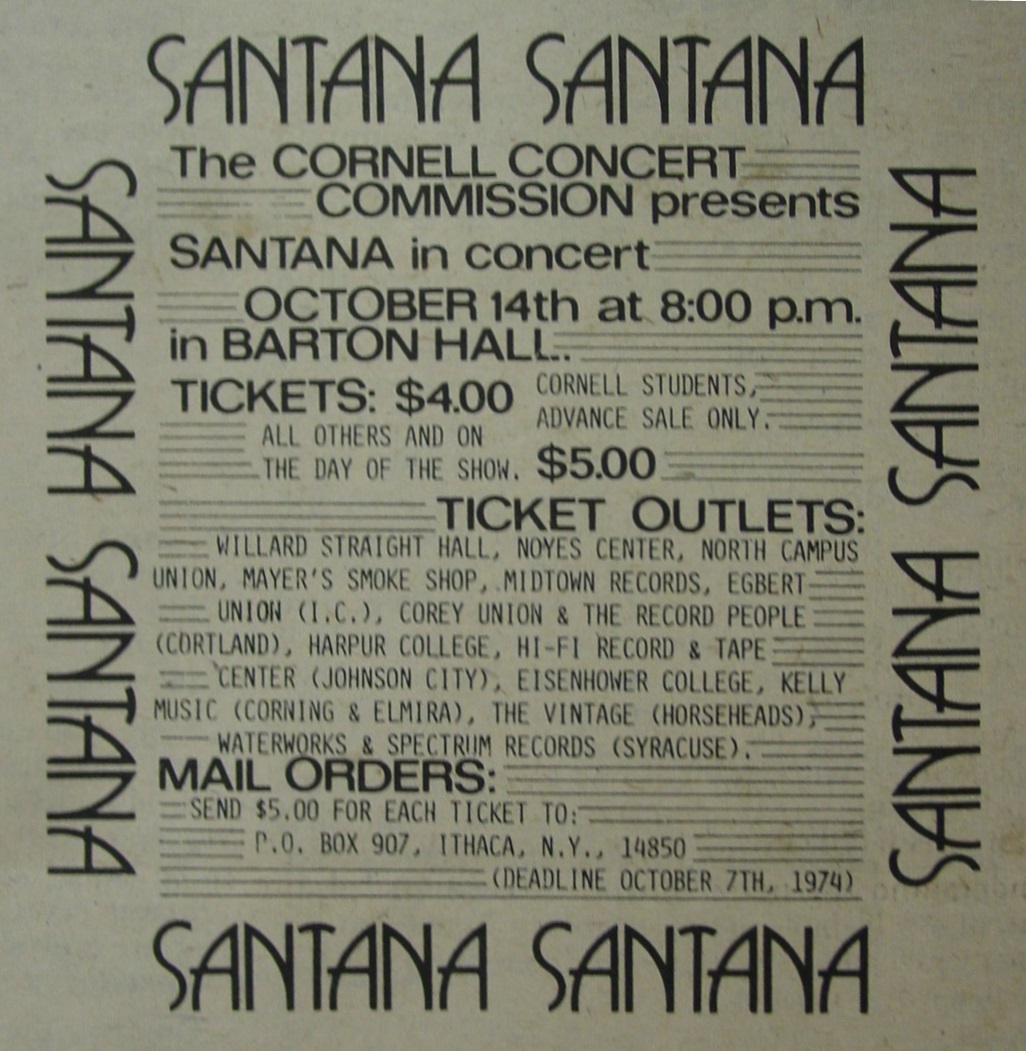 SANTANA SANTANA
SANTANA SANTANA
The CORNELL CONCERT
COMMISSION presents
SANTANA in concert
OCTOBER 14th at 8:00 p.m.
in BARTON HALL.
TICKETS: $4.00 CORNELL STUDENTS,
ADVANCE SALE ONLY.
ALL OTHERS AND ON
THE DAY OF THE SHOW. $5.00
TICKET OUTLETS:
WILLARD STRAIGHT HALL, NOYES CENTER, NORTH CAMPUS
UNION, MAYER'S SMOKE SHOP, MIDTOWN RECORDS, EGBERT
UNION (I.C.), COREY UNION & THE RECORD PEOPLE
(CORTLAND), HARPUR COLLEGE, HI-FI RECORD & TAPE
CENTER (JOHNSON CITY), EISENHOWER COLLEGE, KELLY
MUSIC (CORNING & ELMIRA), THE VINTAGE (HORSEHEADS),
WATERWORKS & SPECTRUM RECORDS (SYRACUSE).
MAIL ORDERS:
SEND $5.00 FOR EACH TICKET TO:
P.O. BOX 907, ITHACA, N.Y., 14850
(DEADLINE OCTOBER 7TH, 1974)
SANTANA SANTANA
SANTANA SANTANA